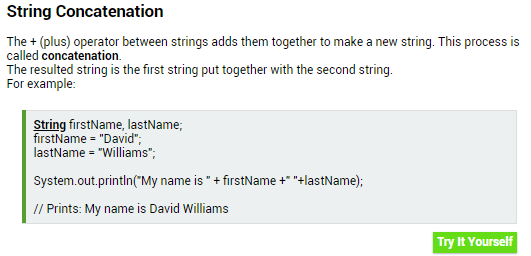 String Concatenation
The + (plus) operator between strings adds them together to make a new string. This process is
called concatenation.
The resulted string is the first string put together with the second string.
For example:
String firstName, lastName;
firstName = "David";
lastName = "Williams";
System.out.println("My name is " + firstName +" "+lastName);
// Prints: My name is David Williams
Try It Yourself